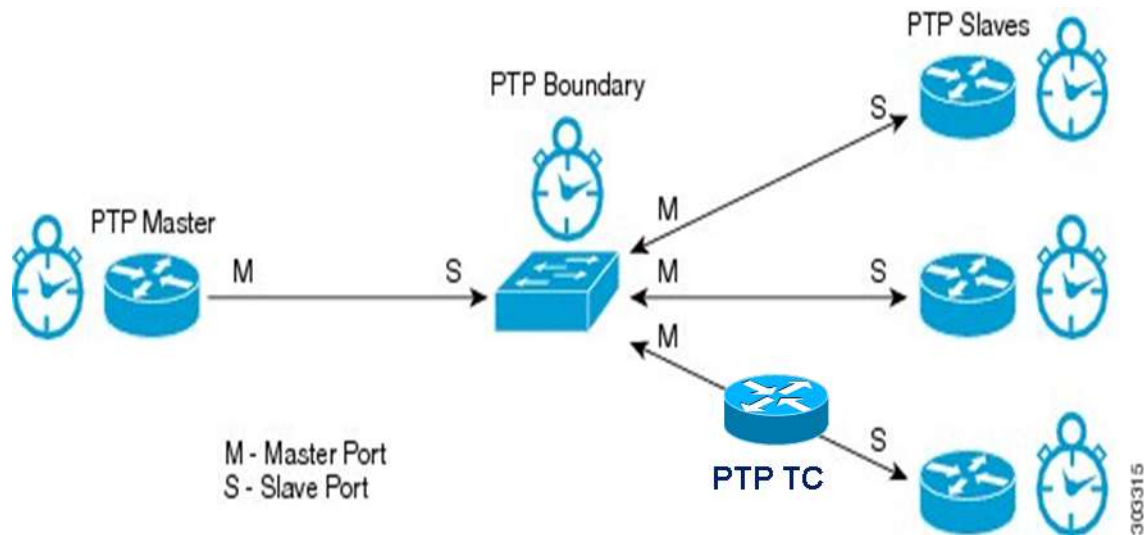 PTP Slaves
PTP Boundary
S
PTP Master
M
M
S
M
S
M
S
PTP TC
M - Master Port
S - Slave Port
303315